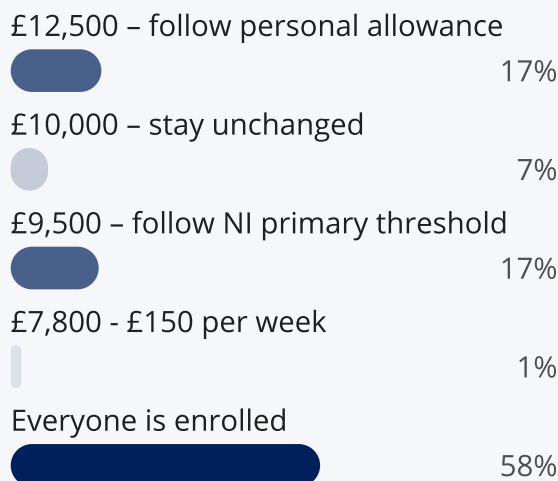 £12,500 – follow personal allowance
17%
£10,000 – stay unchanged
7%
£9,500 – follow NI primary threshold
17%
£7,800 - £150 per week
1%
Everyone is enrolled
58%